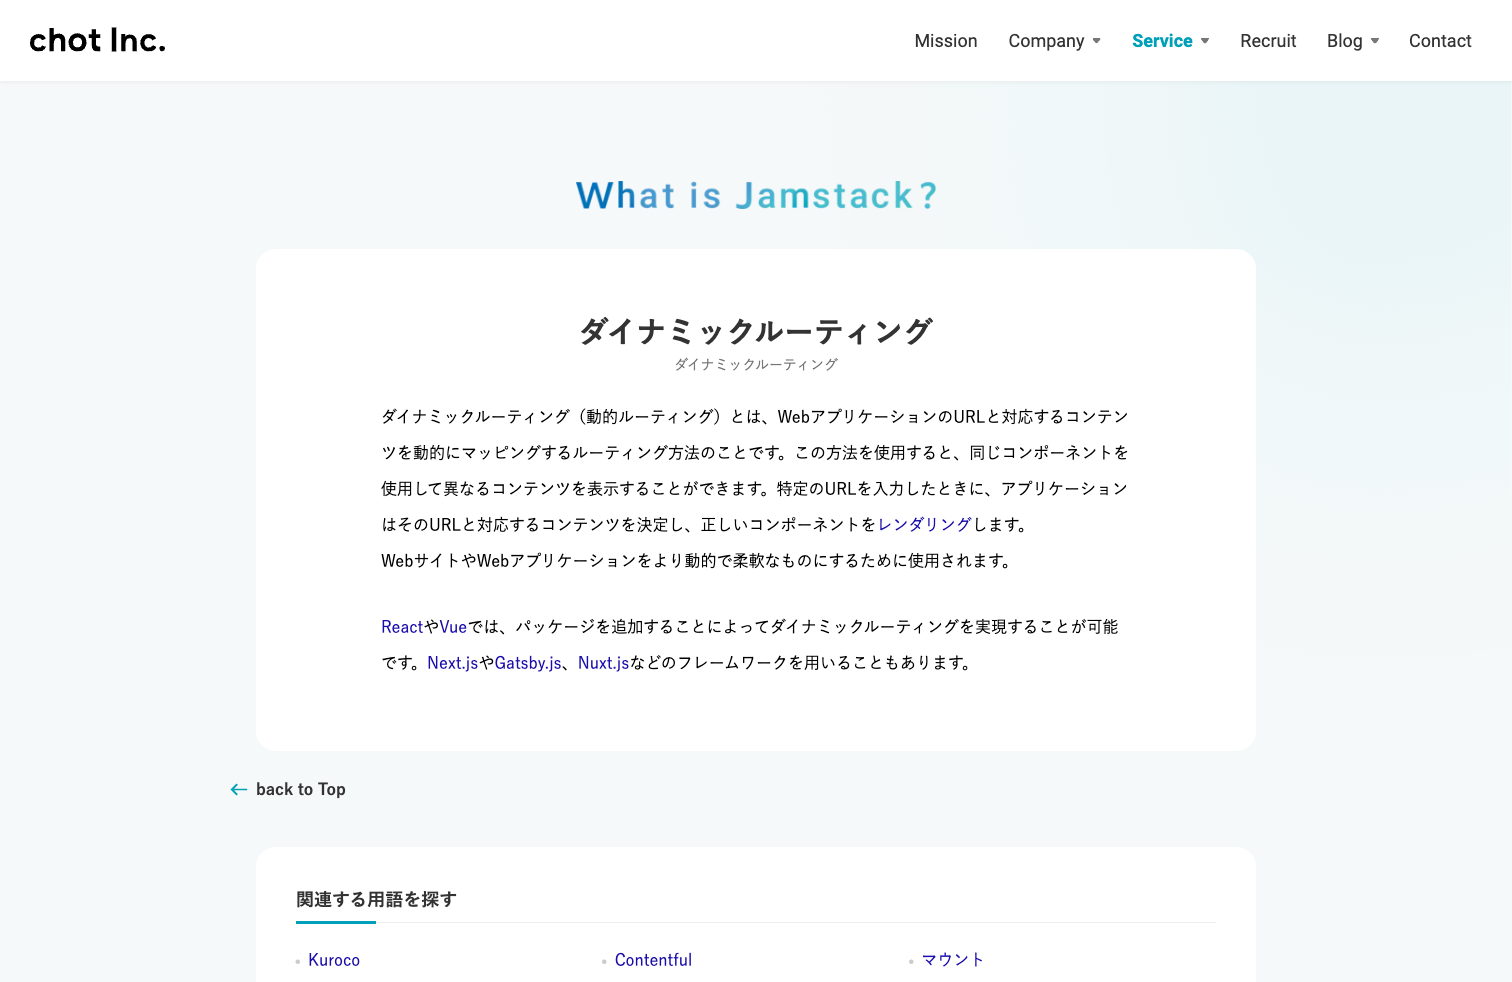 chot Inc.
Mission Company Service Recruit Blog Contact
What is Jamstack?
ダイナミックルーティング
ダイナミックルーティング
ダイナミックルーティング（動的ルーティング）とは、WebアプリケーションのURLと対応するコンテン
ツを動的にマッピングするルーティング方法のことです。この方法を使用すると、同じコンポーネントを
使用して異なるコンテンツを表示することができます。特定のURLを入力したときに、アプリケーション
はそのURLと対応するコンテンツを決定し、正しいコンポーネントをレンダリングします。
WebサイトやWebアプリケーションをより動的で柔軟なものにするために使用されます。
ReactやVueでは、パッケージを追加することによってダイナミックルーティングを実現することが可能
です。Next.jsやGatsby.js、Nuxt.jsなどのフレームワークを用いることもあります。
back to Top
関連する用語を探す
Kuroco Contentful マウント